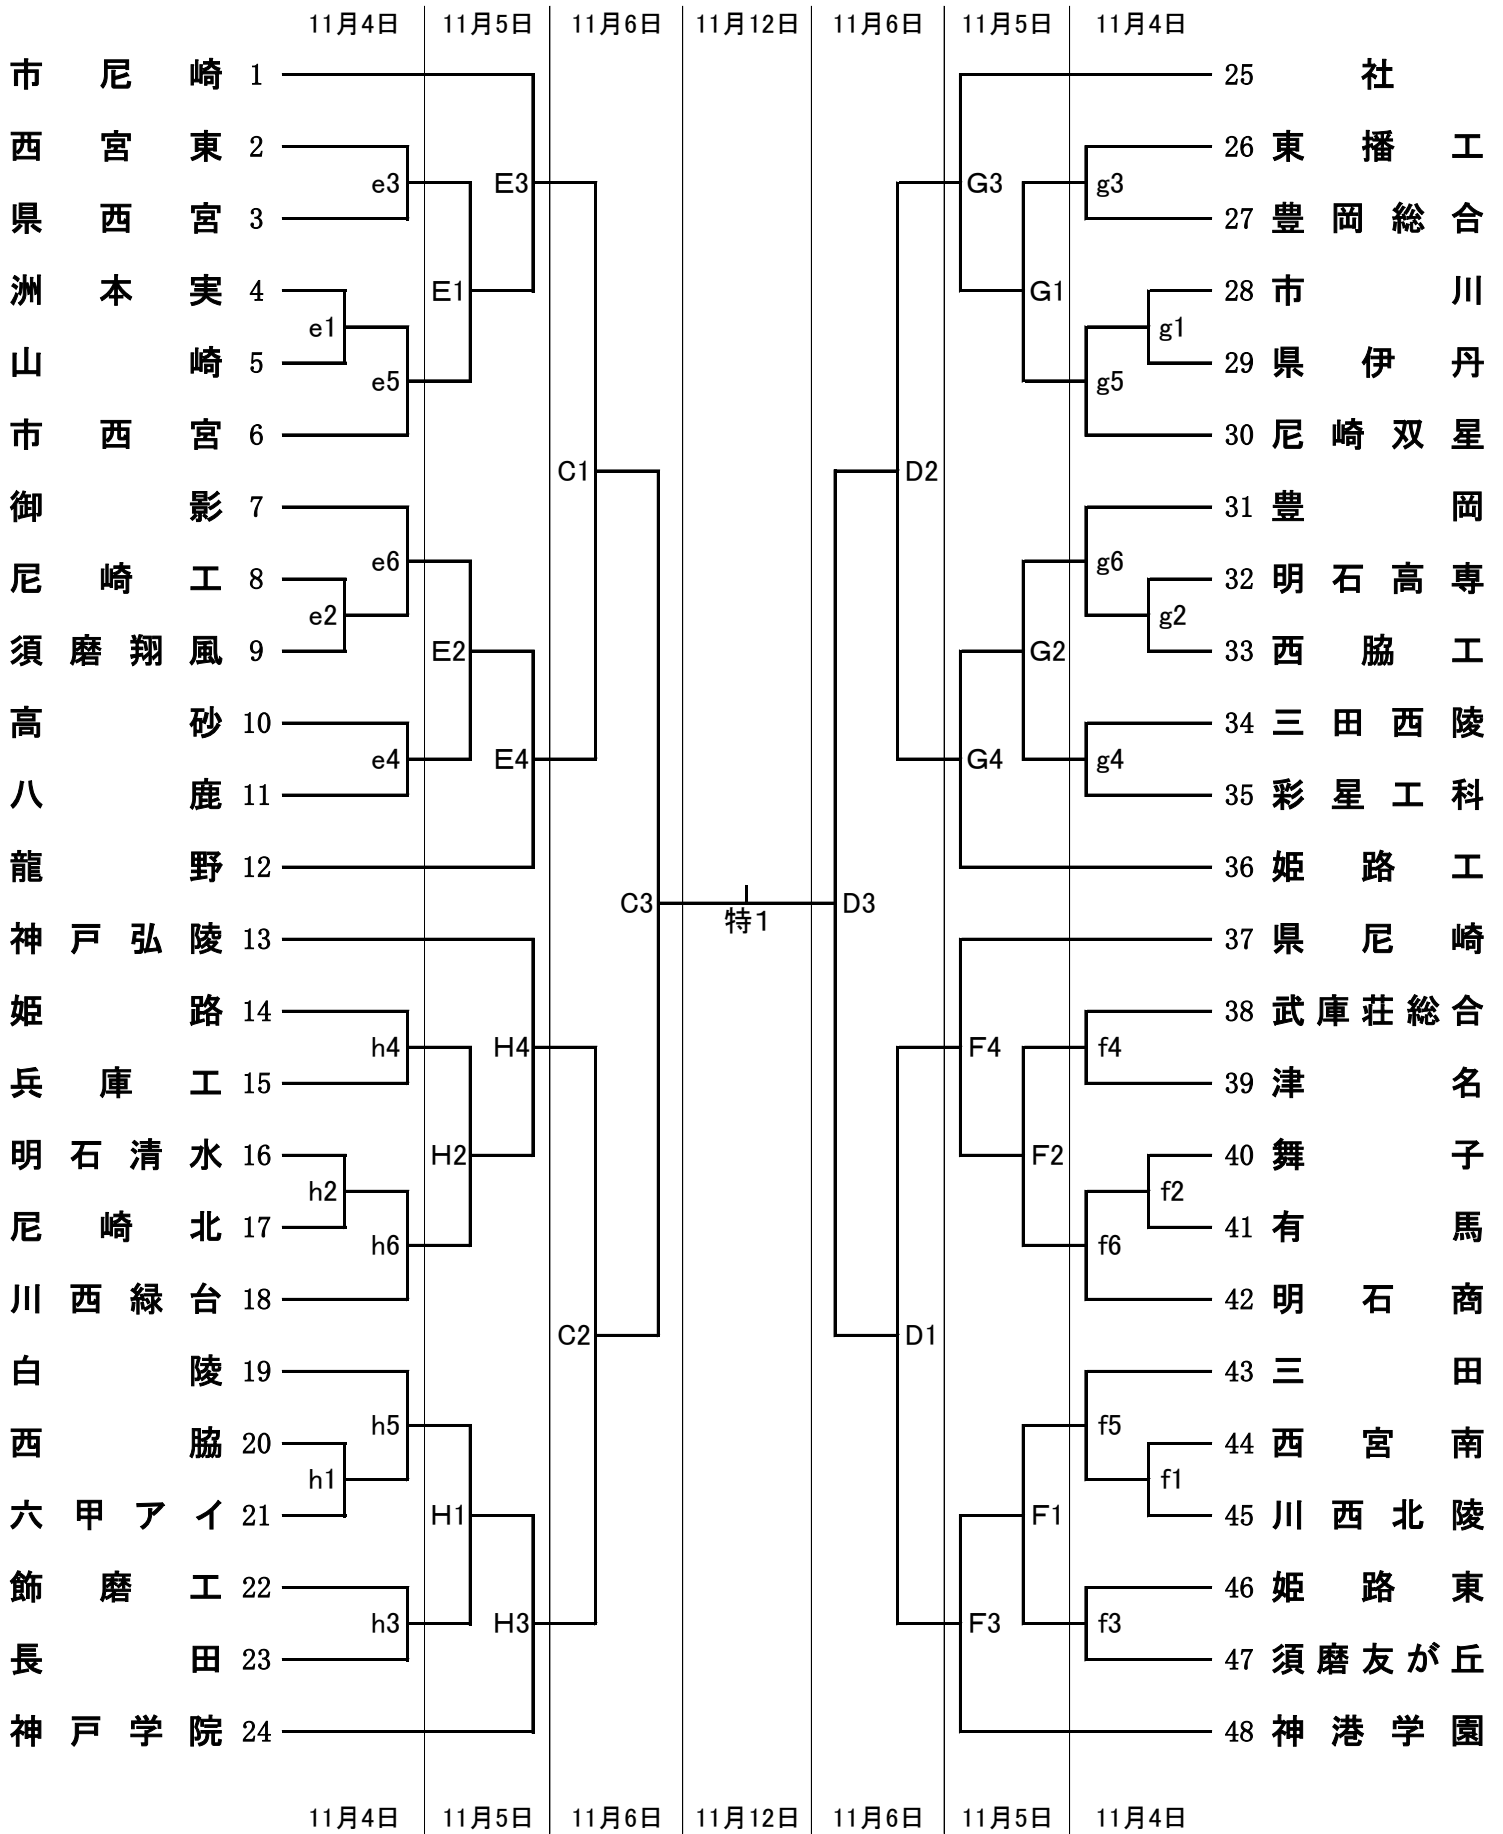 11月4日 11月5日 11月6日 11月12日 11月6日 11月5日 11月4日
市尼崎 1 25 社
西宮東 2 26 東播工
e3 E3 G3 g3
県西宮 3 27 豊岡総合
洲本実 4 E1 G1 28 市川
e1 g1
山崎 5 29 県伊丹
e5 g5
市西宮 6 30 尼崎双星
C1 D2
御影 7 31 豊岡
e6 g6
尼崎工 8 32 明石高専
e2 g2
須磨翔風 9 E2 G2 33 西脇工
高砂 10 34 三田西陵
e4 E4 G4 g4
八鹿 11 35 彩星工科
龍野 12 36 姫路工
C3 特1 D3
神戸弘陵 13 37 県尼崎
姫路 14 38 武庫荘総合
h4 H4 F4 f4
兵庫工 15 39 津名
明石清水 16 H2 F2 40 舞子
h2 f2
尼崎北 17 41 有馬
h6 f6
川西緑台 18 42 明石商
C2 D1
白陵 19 43 三田
h5 f5
西脇 20 44 西宮南
h1 f1
六甲アイ 21 H1 F1 45 川西北陵
飾磨工 22 46 姫路東
h3 H3 F3 f3
長田 23 47 須磨友が丘
神戸学院 24 48 神港学園
11月4日 11月5日 11月6日 11月12日 11月6日 11月5日 11月4日